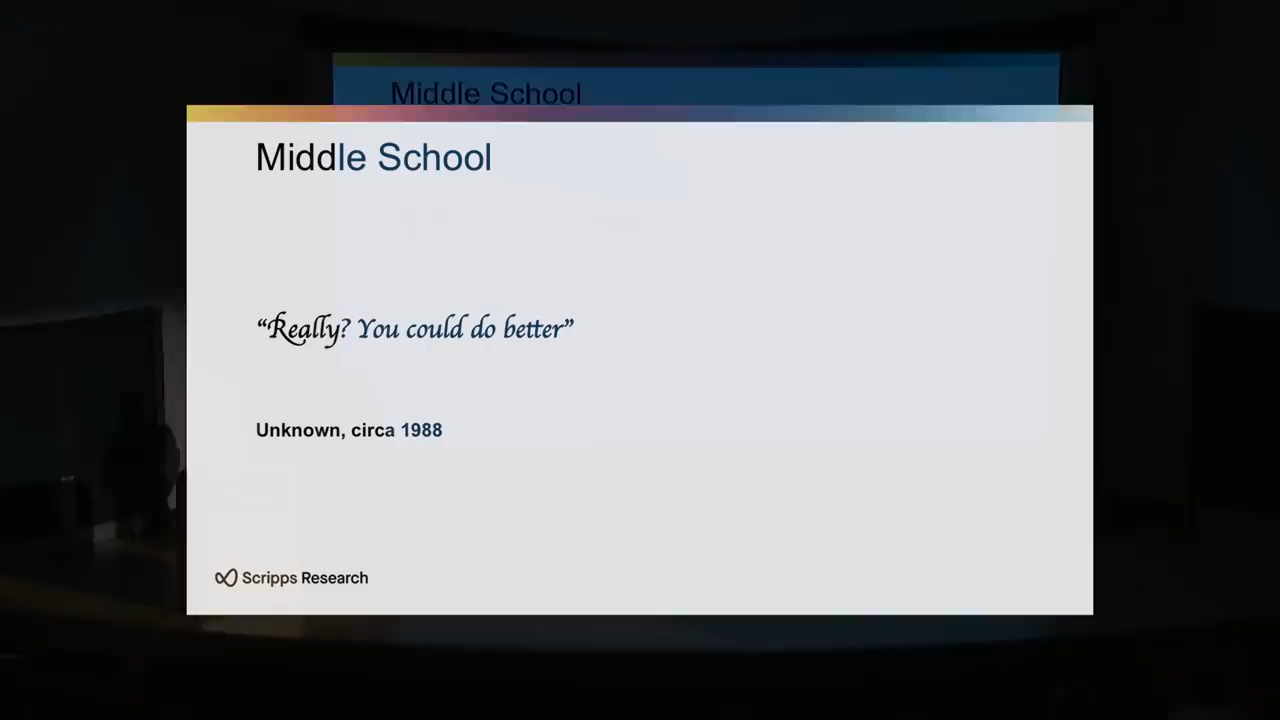 Middle School
Middle School
“Really? You could do better”
Unknown, circa 1988
Scripps Research